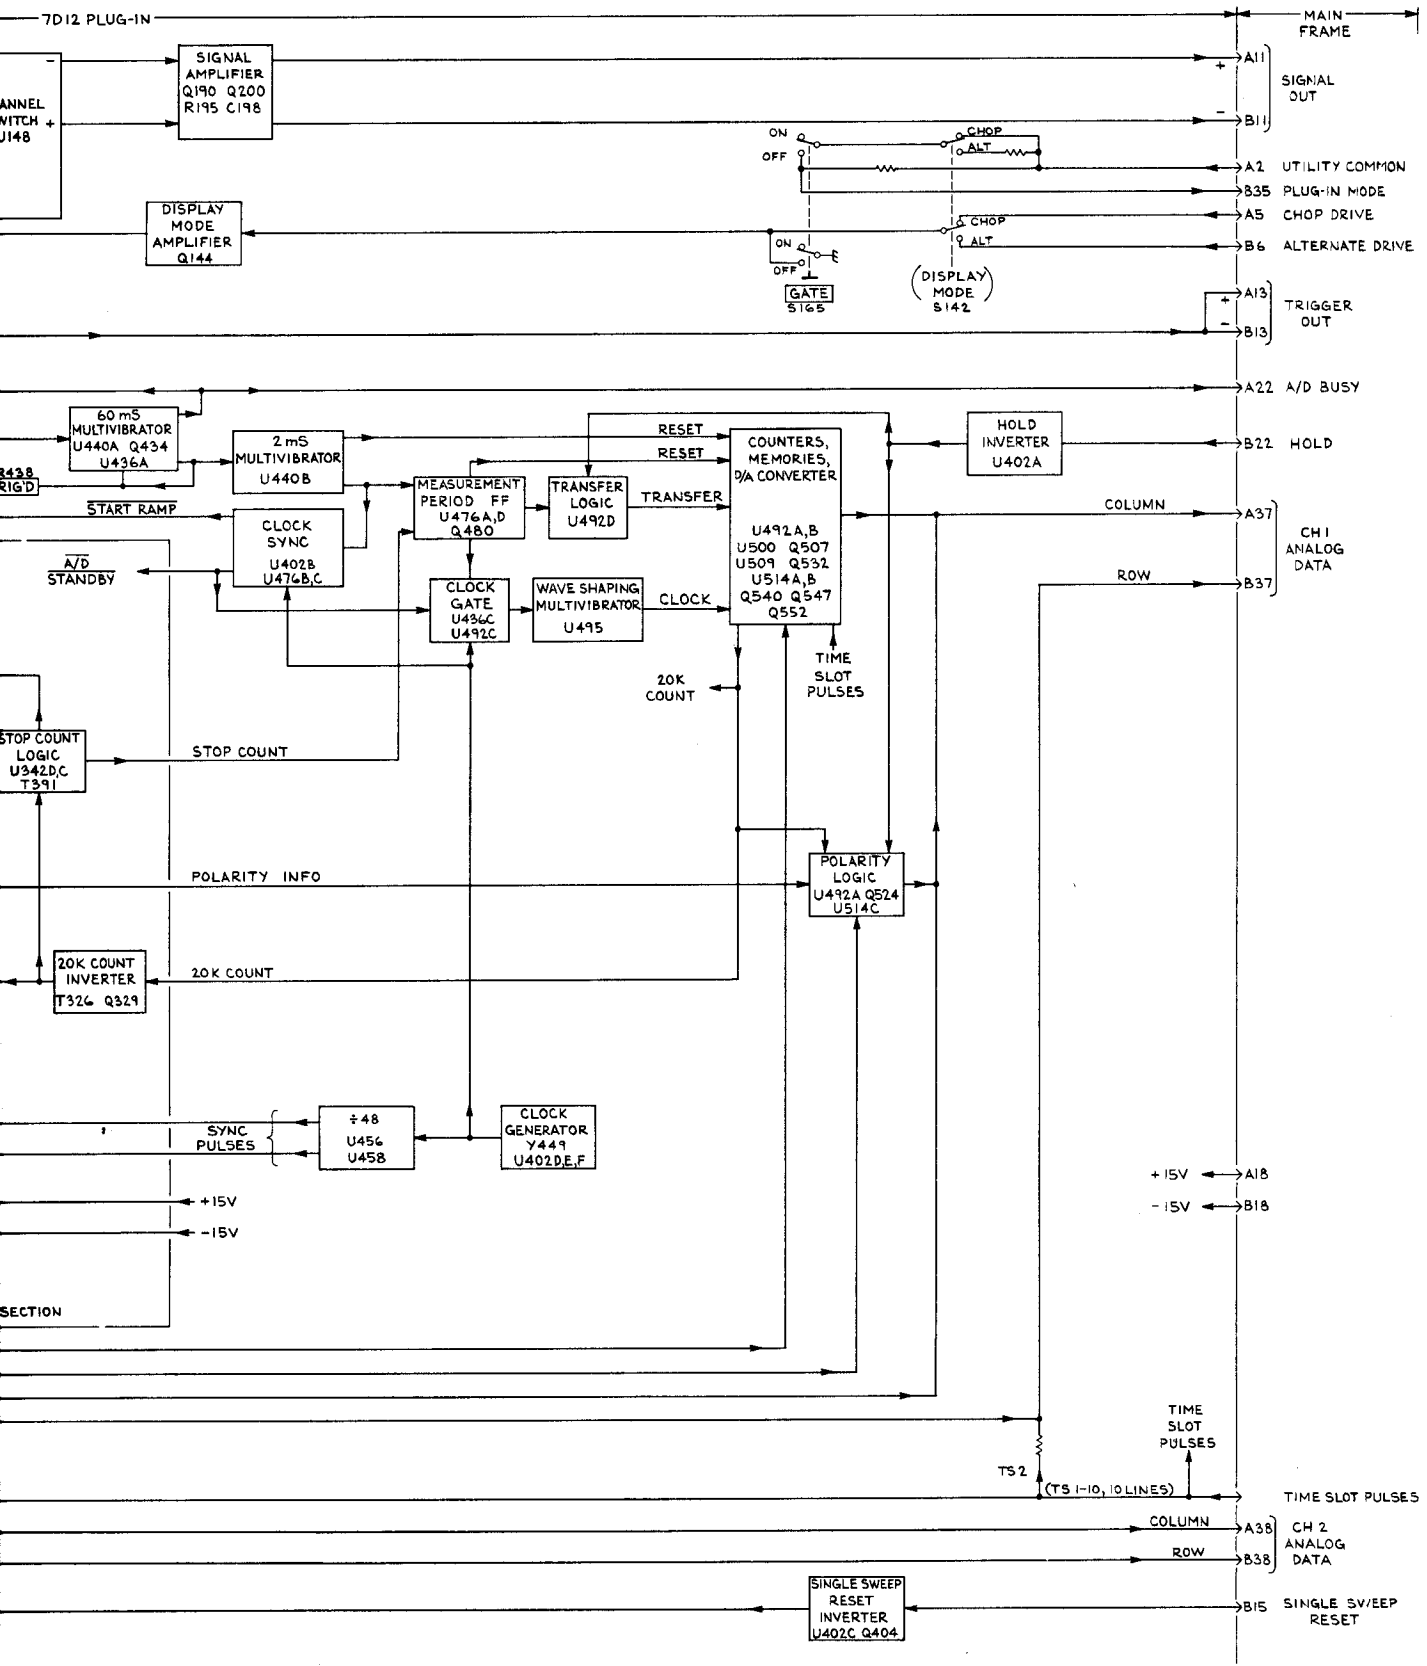 7D12 PLUG-IN
MAIN
FRAME
SIGNAL
AMPLIFIER
Q190 Q200
R195 C198
-
+
ANNEL
WITCH
U148
A11
+
SIGNAL
OUT
-
B11
ON
OFF
CHOP
ALT
A2 UTILITY COMMON
B35 PLUG-IN MODE
A5 CHOP DRIVE
B6 ALTERNATE DRIVE
DISPLAY
MODE
AMPLIFIER
Q144
CHOP
ALT
ON
OFF
GATE
S165
(DISPLAY
MODE)
S142
A13
+
TRIGGER
OUT
-
B13
A22 A/D BUSY
60 mS
MULTIVIBRATOR
U440A Q434
U436A
R438
RIG'D
2 mS
MULTIVIBRATOR
U440B
RESET
RESET
COUNTERS,
MEMORIES,
D/A CONVERTER
U492A,B
U500 Q507
U509 Q532
U514A,B
Q540 Q547
Q552
HOLD
INVERTER
U402A
B22 HOLD
MEASUREMENT
PERIOD FF
U476A,D
Q480
TRANSFER
LOGIC
U492D
TRANSFER
START RAMP
CLOCK
SYNC
U402B
U476B,C
A/D
STANDBY
COLUMN
A37
CH 1
ANALOG
DATA
ROW
B37
CLOCK
GATE
U436C
U492C
WAVE SHAPING
MULTIVIBRATOR
U495
CLOCK
TIME
SLOT
PULSES
20K
COUNT
STOP COUNT
LOGIC
U342D,C
T391
STOP COUNT
POLARITY INFO
POLARITY
LOGIC
U492A Q524
U514C
20K COUNT
INVERTER
T326 Q329
20K COUNT
÷48
U456
U458
SYNC
PULSES
CLOCK
GENERATOR
Y449
U402D,E,F
+15V
-15V
+15V A18
-15V B18
SECTION
TIME
SLOT
PULSES
TS2
(TS 1-10, 10 LINES)
TIME SLOT PULSES
COLUMN
A38
CH 2
ANALOG
DATA
ROW
B38
SINGLE SWEEP
RESET
INVERTER
U402C Q404
B15 SINGLE SWEEP
RESET